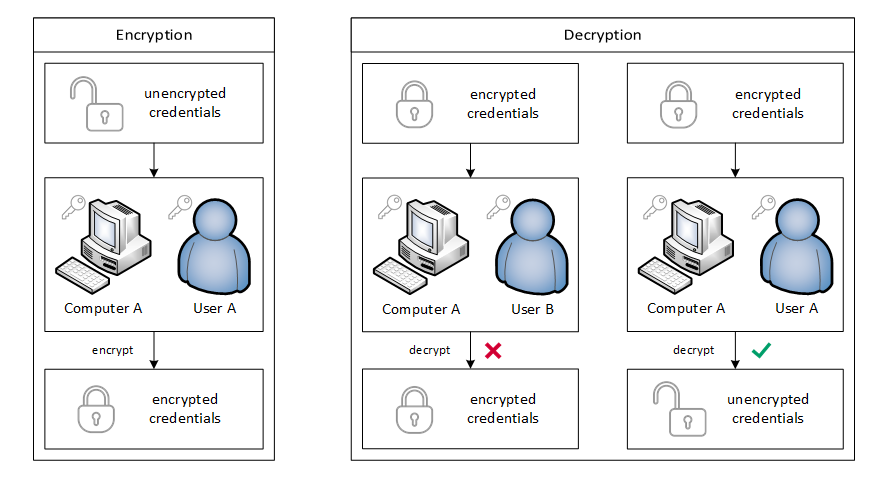 Encryption
unencrypted
credentials
Computer A
User A
encrypt
encrypted
credentials
Decryption
encrypted
credentials
Computer A
User B
decrypt
encrypted
credentials
encrypted
credentials
Computer A
User A
decrypt
unencrypted
credentials